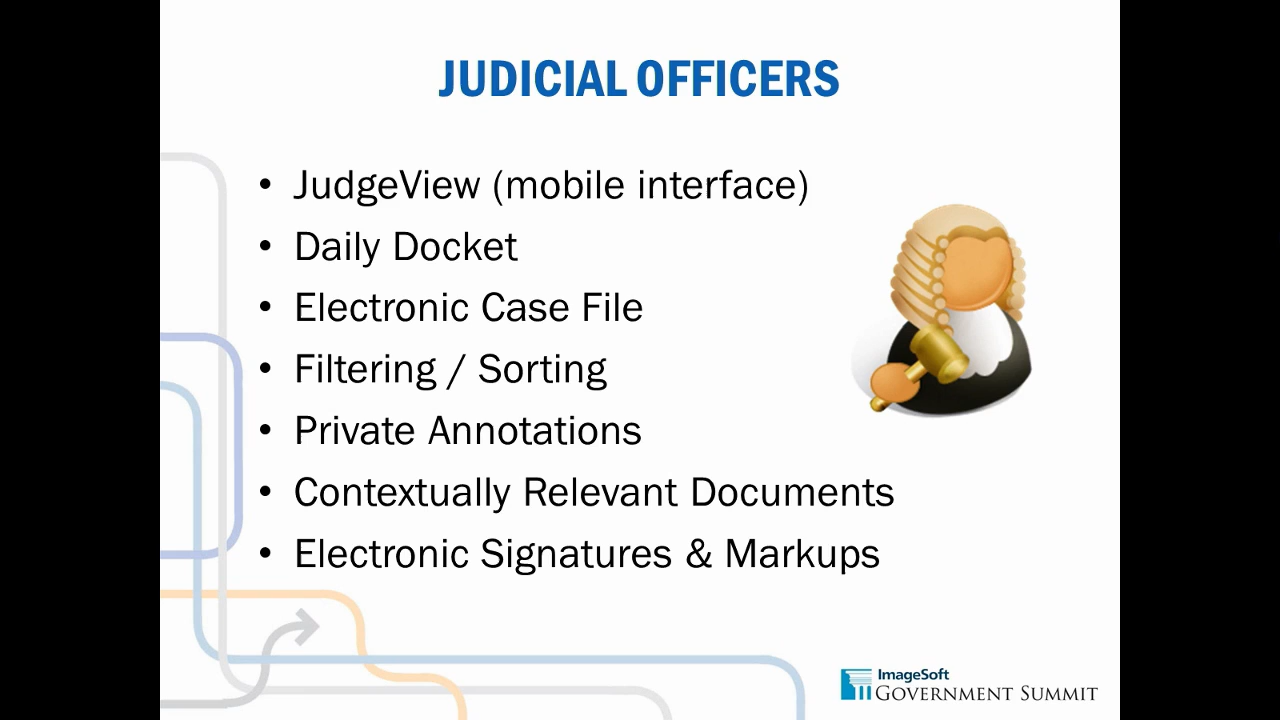 JUDICIAL OFFICERS
• JudgeView (mobile interface)
• Daily Docket
• Electronic Case File
• Filtering / Sorting
• Private Annotations
• Contextually Relevant Documents
• Electronic Signatures & Markups
ImageSoft
GOVERNMENT SUMMIT